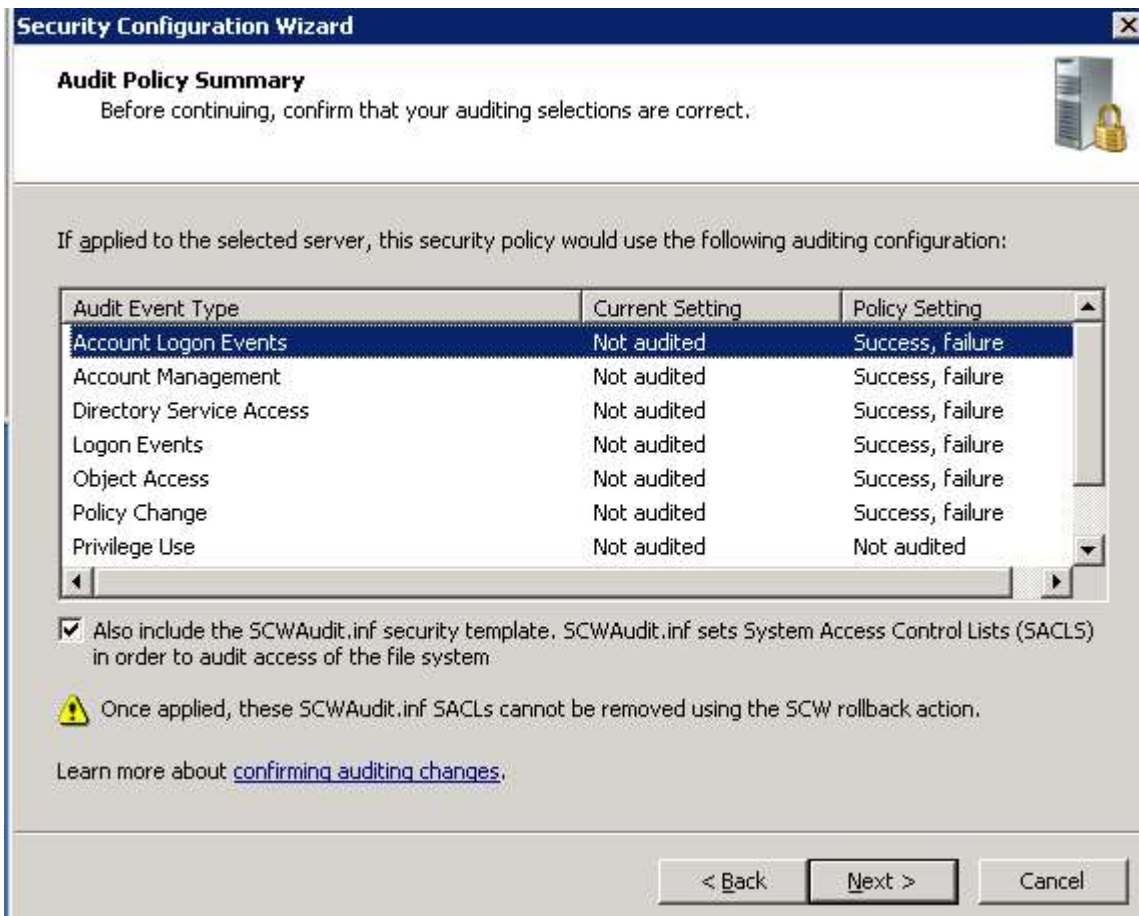 Security Configuration Wizard
Audit Policy Summary
Before continuing, confirm that your auditing selections are correct.
If applied to the selected server, this security policy would use the following auditing configuration:
Audit Event Type Current Setting Policy Setting
Account Logon Events Not audited Success, failure
Account Management Not audited Success, failure
Directory Service Access Not audited Success, failure
Logon Events Not audited Success, failure
Object Access Not audited Success, failure
Policy Change Not audited Success, failure
Privilege Use Not audited Not audited
Also include the SCWAudit.inf security template. SCWAudit.inf sets System Access Control Lists (SACLS)
in order to audit access of the file system
Once applied, these SCWAudit.inf SACLs cannot be removed using the SCW rollback action.
Learn more about confirming auditing changes.
< Back Next > Cancel